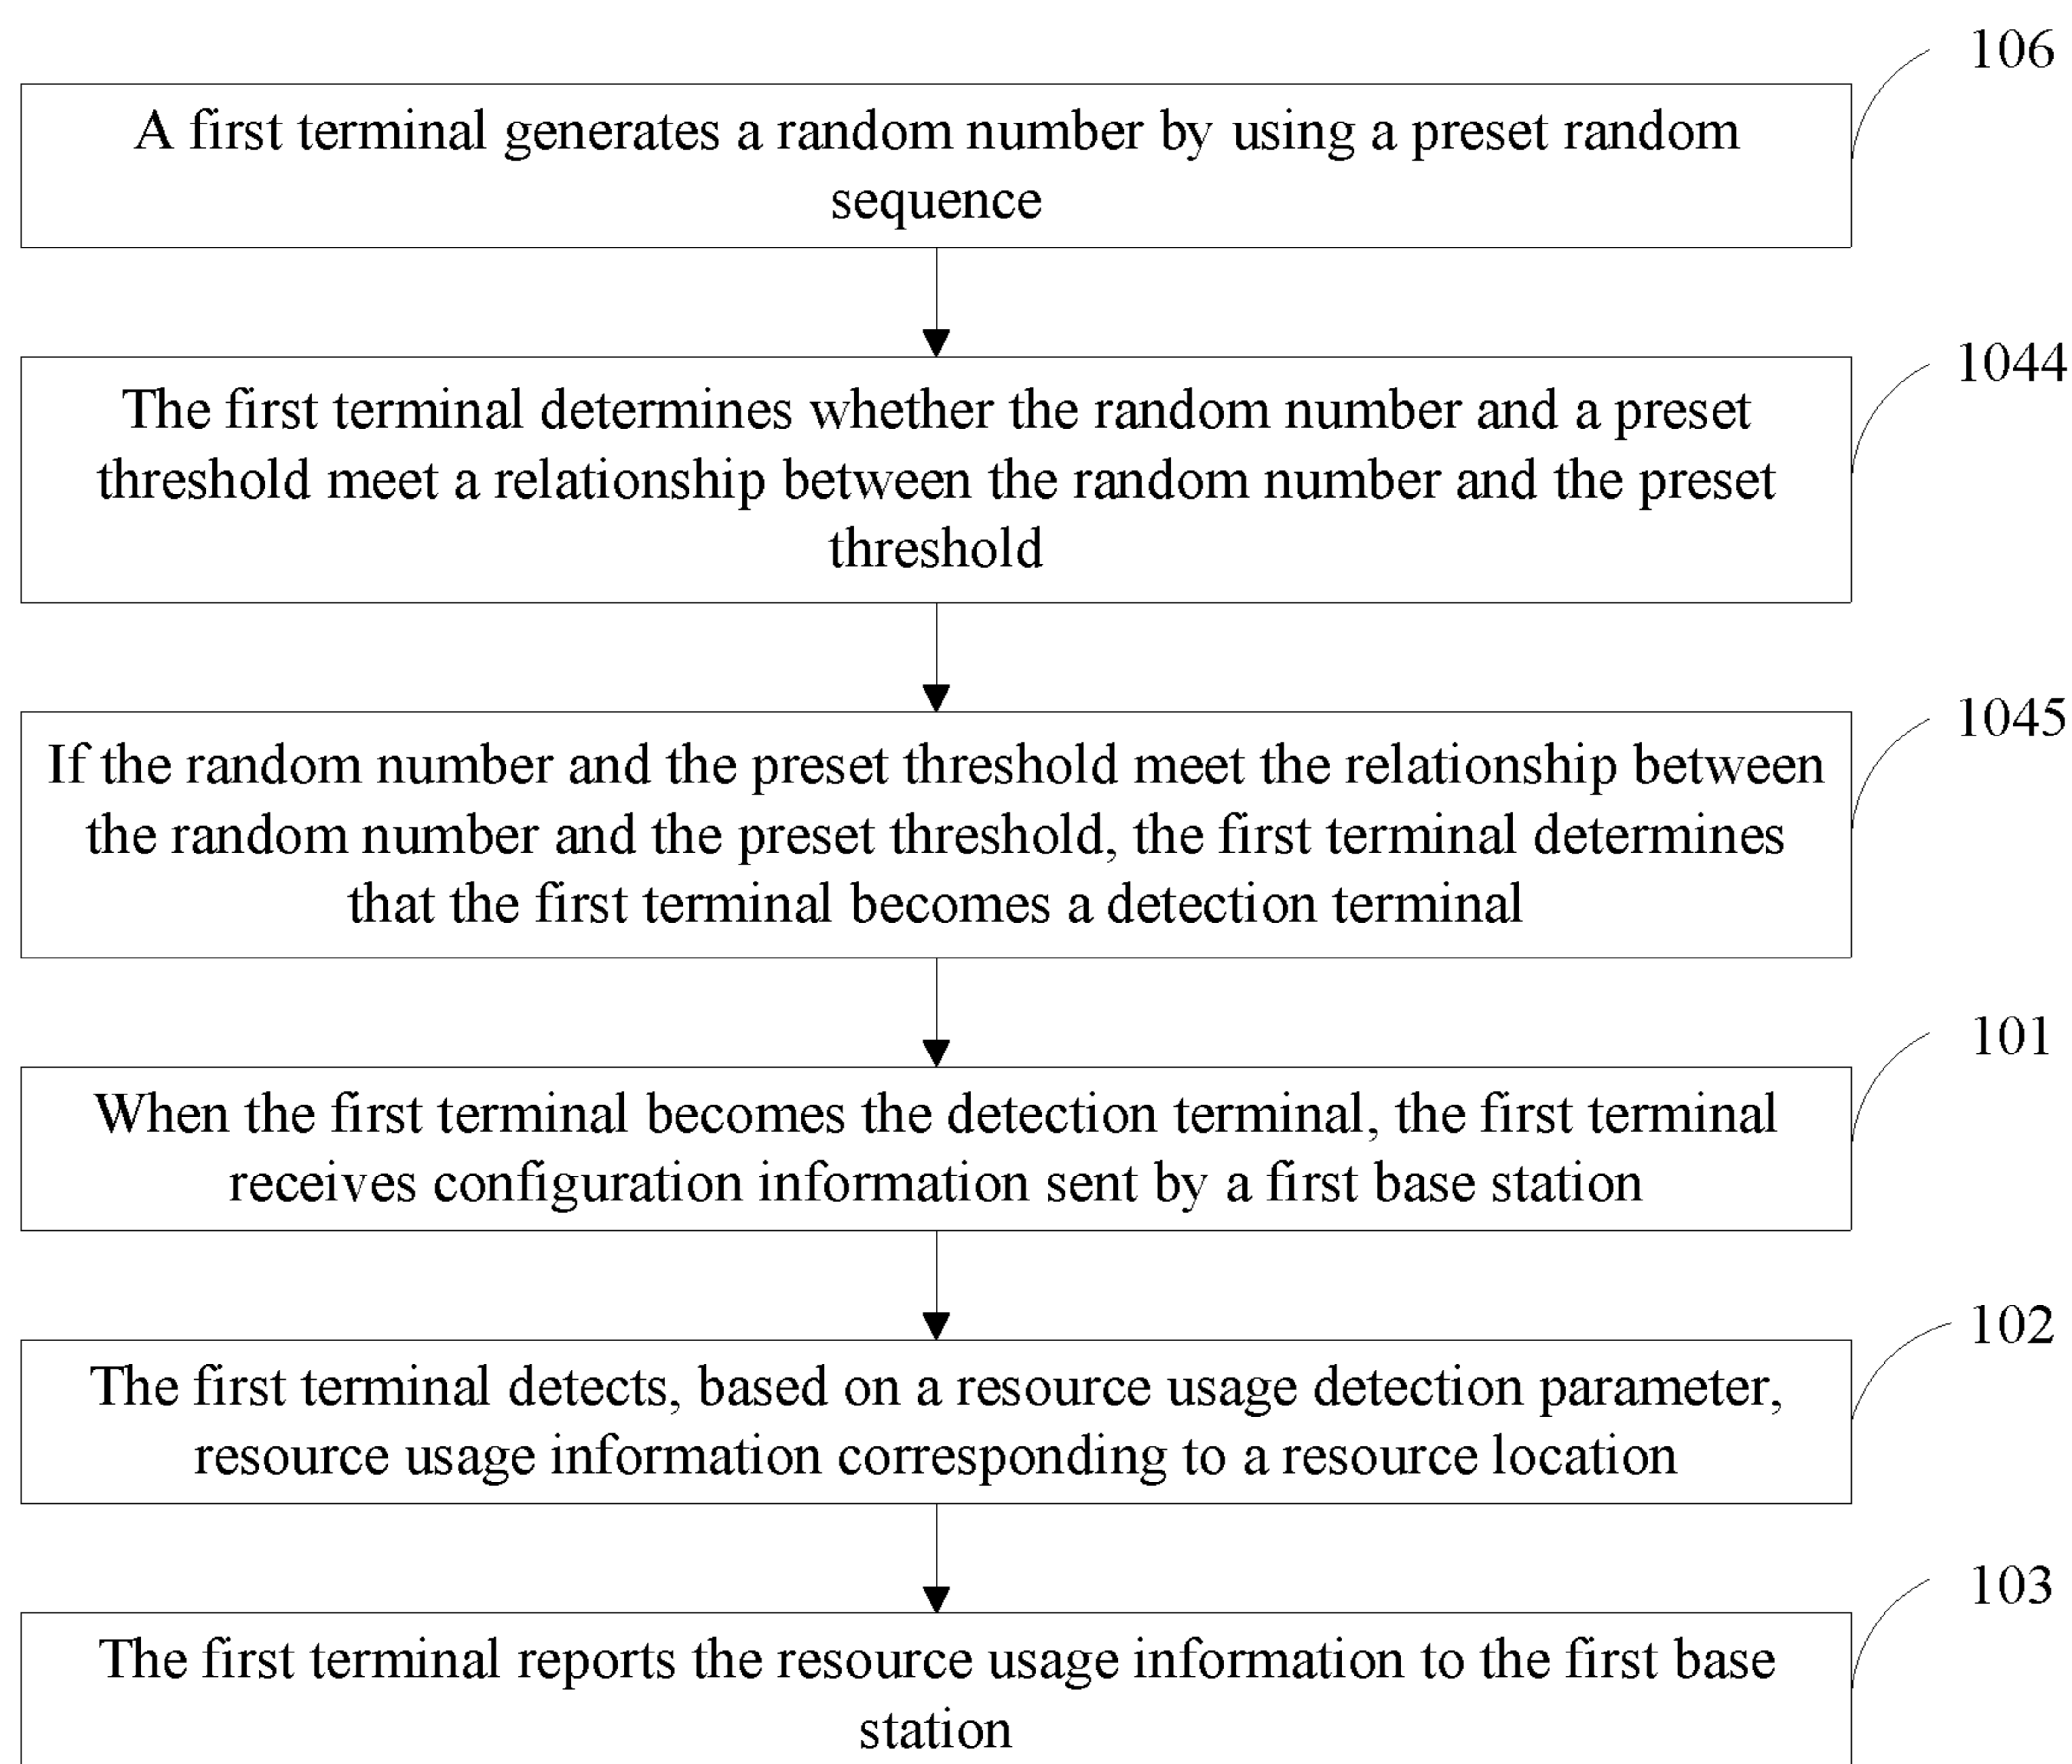 106
A first terminal generates a random number by using a preset random
sequence
1044
The first terminal determines whether the random number and a preset
threshold meet a relationship between the random number and the preset
threshold
1045
If the random number and the preset threshold meet the relationship between
the random number and the preset threshold, the first terminal determines
that the first terminal becomes a detection terminal
101
When the first terminal becomes the detection terminal, the first terminal
receives configuration information sent by a first base station
102
The first terminal detects, based on a resource usage detection parameter,
resource usage information corresponding to a resource location
103
The first terminal reports the resource usage information to the first base
station